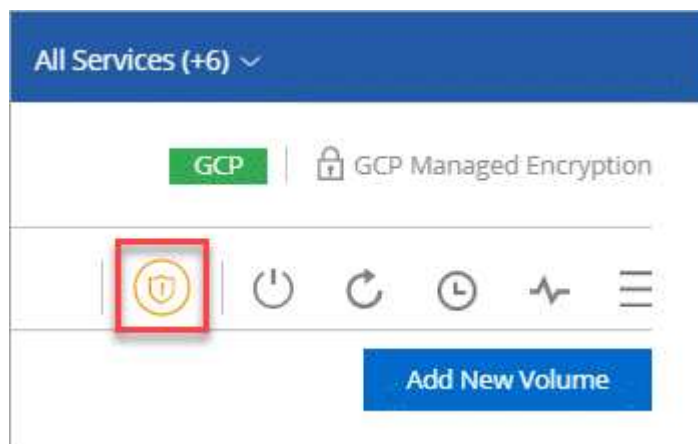 All Services (+6)
GCP
GCP Managed Encryption
Add New Volume